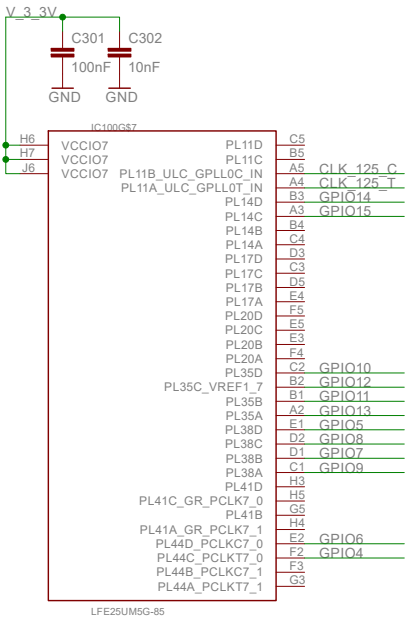 V_3_3V
C301 C302
100nF 10nF
GND GND
IC100G$7
H6 VCCIO7 PL11D C5
H7 VCCIO7 PL11C B5
J6 VCCIO7 PL11B_ULC_GPLL0C_IN A5 CLK_125_C
PL11A_ULC_GPLL0T_IN A4 CLK_125_T
PL14D B3 GPIO14
PL14C A3 GPIO15
PL14B B4
PL14A C4
PL17D D3
PL17C C3
PL17B D5
PL17A E4
PL20D F5
PL20C E5
PL20B E3
PL20A F4
PL35D C2 GPIO10
PL35C_VREF1_7 B2 GPIO12
PL35B B1 GPIO11
PL35A A2 GPIO13
PL38D E1 GPIO5
PL38C D2 GPIO8
PL38B D1 GPIO7
PL38A C1 GPIO9
PL41D H3
PL41C_GR_PCLK7_0 H5
PL41B G5
PL41A_GR_PCLK7_1 H4
PL44D_PCLKC7_0 E2 GPIO6
PL44C_PCLKT7_0 F2 GPIO4
PL44B_PCLKC7_1 F3
PL44A_PCLKT7_1 G3
LFE25UM5G-85